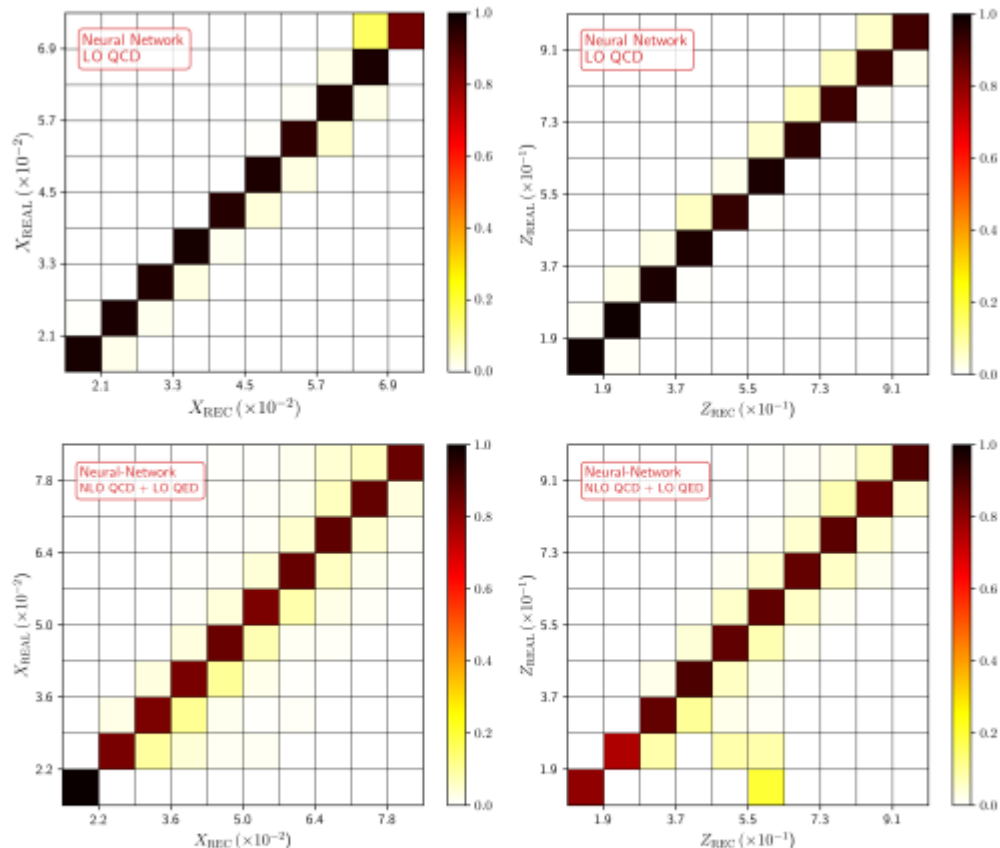 Neural Network
LO QCD
6.9
5.7
4.5
3.3
2.1
X_REAL (×10⁻²)
2.1 3.3 4.5 5.7 6.9
X_REC (×10⁻²)
1.0
0.8
0.6
0.4
0.2
0.0
Neural Network
LO QCD
9.1
7.3
5.5
3.7
1.9
Z_REAL (×10⁻¹)
1.9 3.7 5.5 7.3 9.1
Z_REC (×10⁻¹)
1.0
0.8
0.6
0.4
0.2
0.0
Neural-Network
NLO QCD + LO QED
7.8
6.4
5.0
3.6
2.2
X_REAL (×10⁻²)
2.2 3.6 5.0 6.4 7.8
X_REC (×10⁻²)
1.0
0.8
0.6
0.4
0.2
0.0
Neural-Network
NLO QCD + LO QED
9.1
7.3
5.5
3.7
1.9
Z_REAL (×10⁻¹)
1.9 3.7 5.5 7.3 9.1
Z_REC (×10⁻¹)
1.0
0.8
0.6
0.4
0.2
0.0